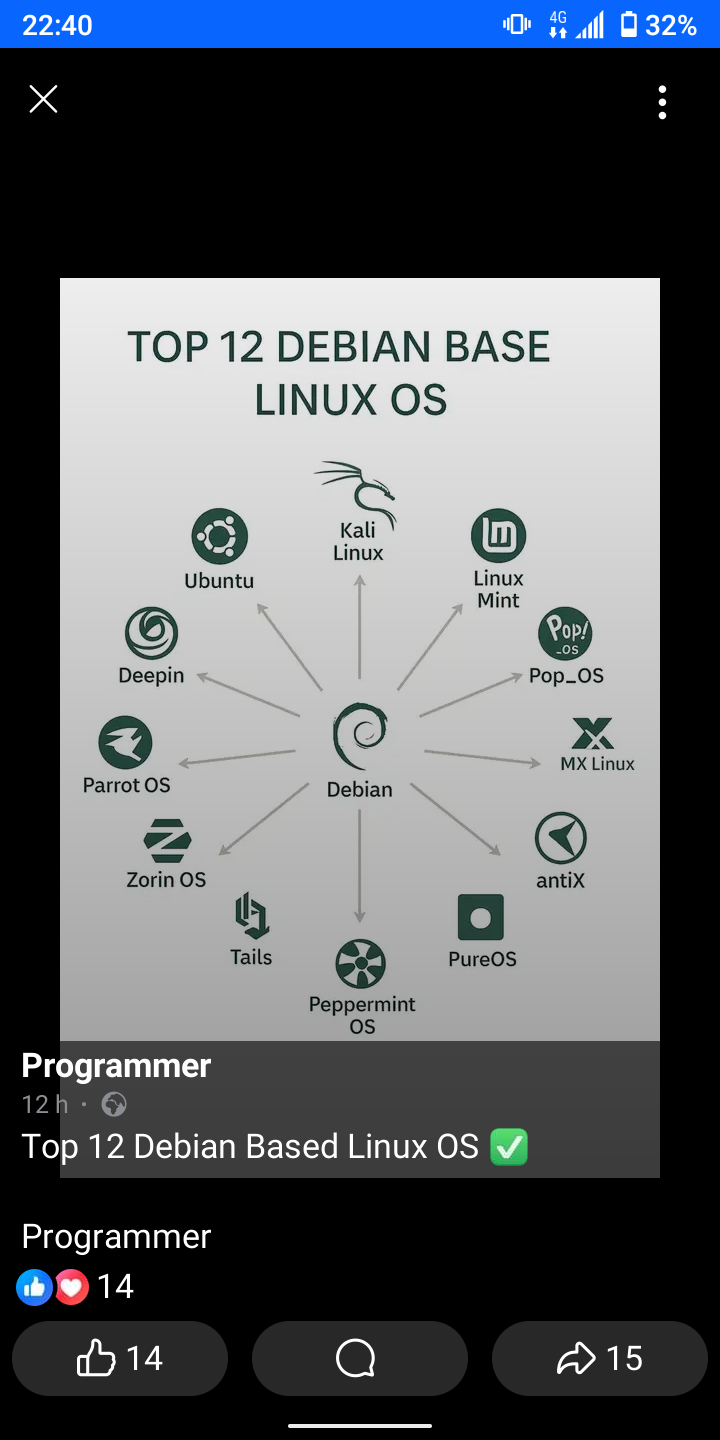 22:40
4G
32%
TOP 12 DEBIAN BASE
LINUX OS
Kali
Linux
Ubuntu
Linux
Mint
Deepin
Pop!
_OS
Pop_OS
Parrot OS
MX Linux
Debian
Zorin OS
antiX
Tails
PureOS
Peppermint
OS
Programmer
12 h ·
Top 12 Debian Based Linux OS ✅
Programmer
14
14
15